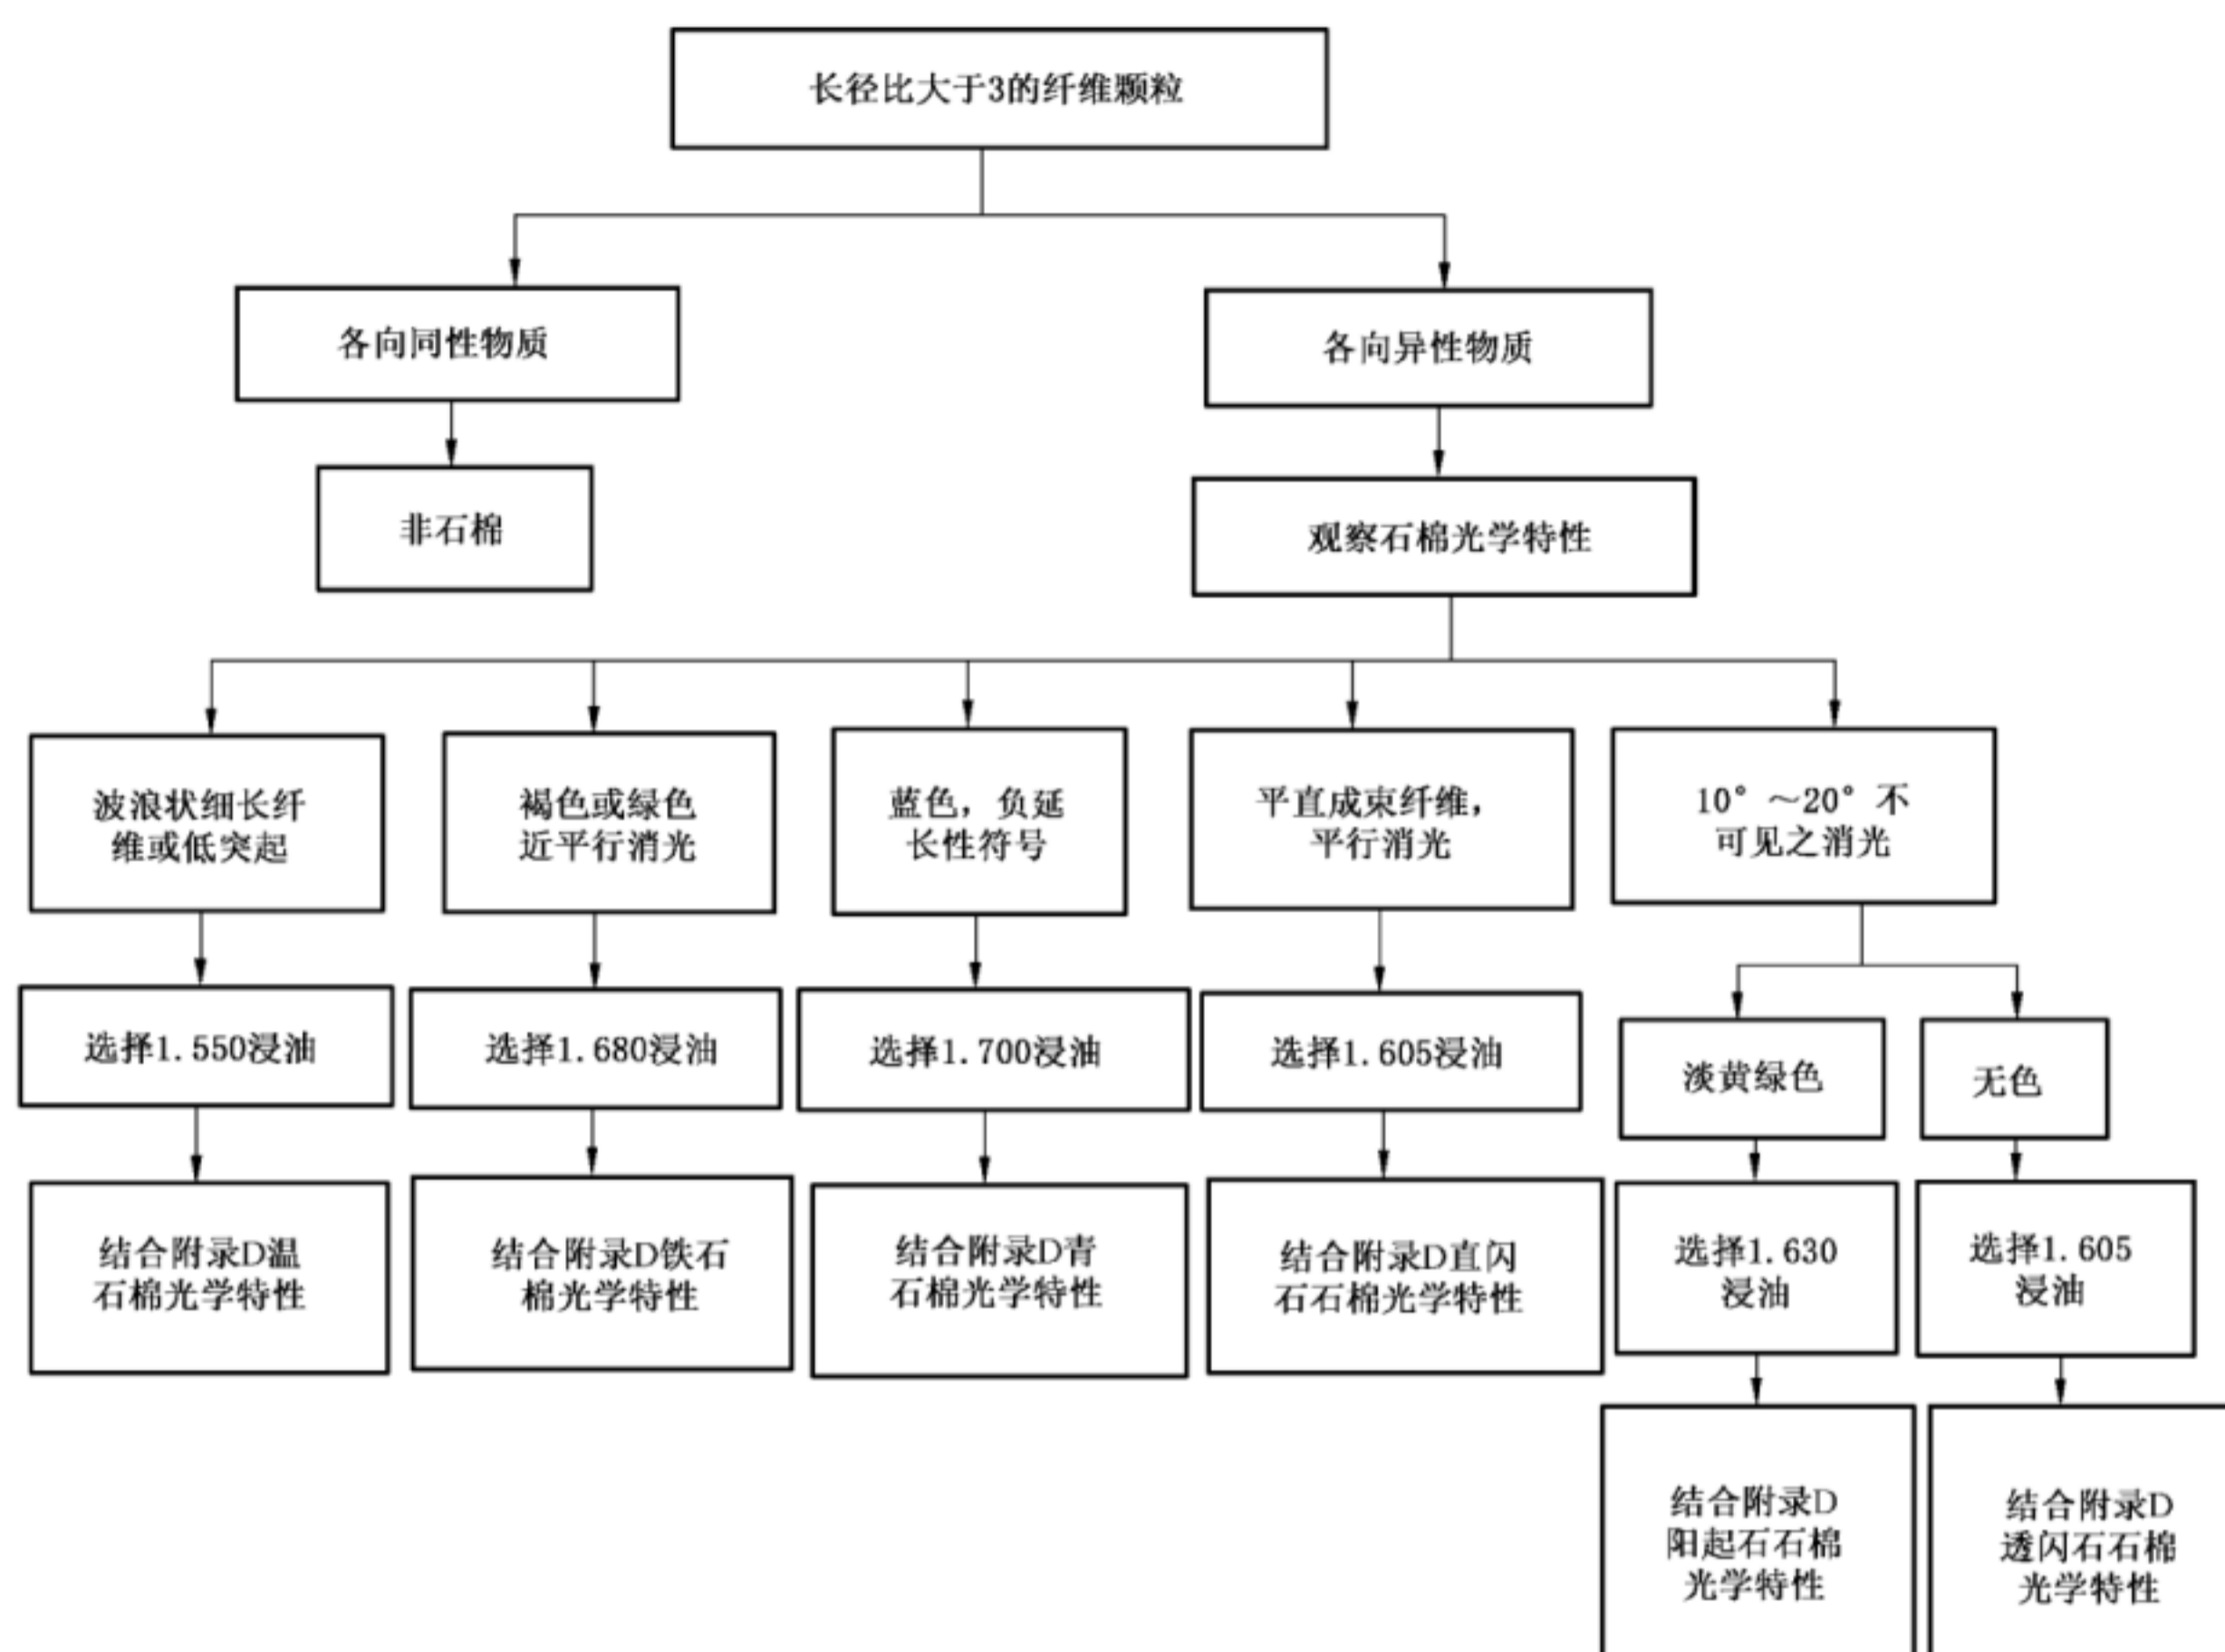 长径比大于3的纤维颗粒
各向同性物质
各向异性物质
非石棉
观察石棉光学特性
波浪状细长纤
维或低突起
褐色或绿色
近平行消光
蓝色，负延
长性符号
平直成束纤维，
平行消光
10°～20°不
可见之消光
选择1.550浸油
选择1.680浸油
选择1.700浸油
选择1.605浸油
淡黄绿色
无色
结合附录D温
石棉光学特性
结合附录D铁石
棉光学特性
结合附录D青
石棉光学特性
结合附录D直闪
石石棉光学特性
选择1.630
浸油
选择1.605
浸油
结合附录D
阳起石石棉
光学特性
结合附录D
透闪石石棉
光学特性